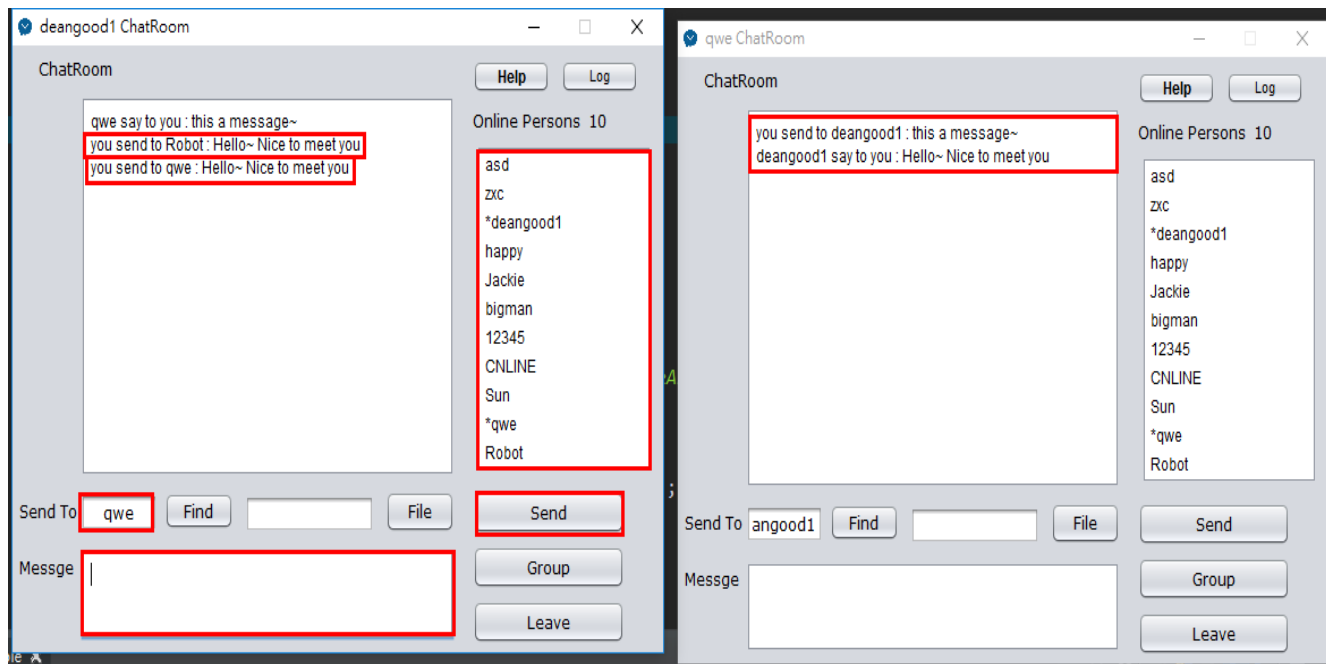 deangood1 ChatRoom
ChatRoom
Help
Log
qwe say to you : this a message~
you send to Robot : Hello~ Nice to meet you
you send to qwe : Hello~ Nice to meet you
Online Persons 10
asd
zxc
*deangood1
happy
Jackie
bigman
12345
CNLINE
Sun
*qwe
Robot
Send To
qwe
Find
File
Send
Messge
Group
Leave
qwe ChatRoom
ChatRoom
Help
Log
you send to deangood1 : this a message~
deangood1 say to you : Hello~ Nice to meet you
Online Persons 10
asd
zxc
*deangood1
happy
Jackie
bigman
12345
CNLINE
Sun
*qwe
Robot
Send To
angood1
Find
File
Send
Messge
Group
Leave